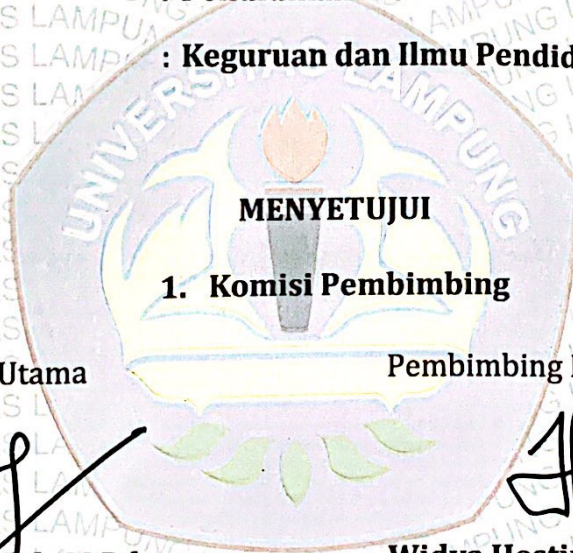 : Keguruan dan Ilmu Pendid
MENYETUJUI
1. Komisi Pembimbing
Utama
Pembimbing
UNIVERSITAS LAMPUNG